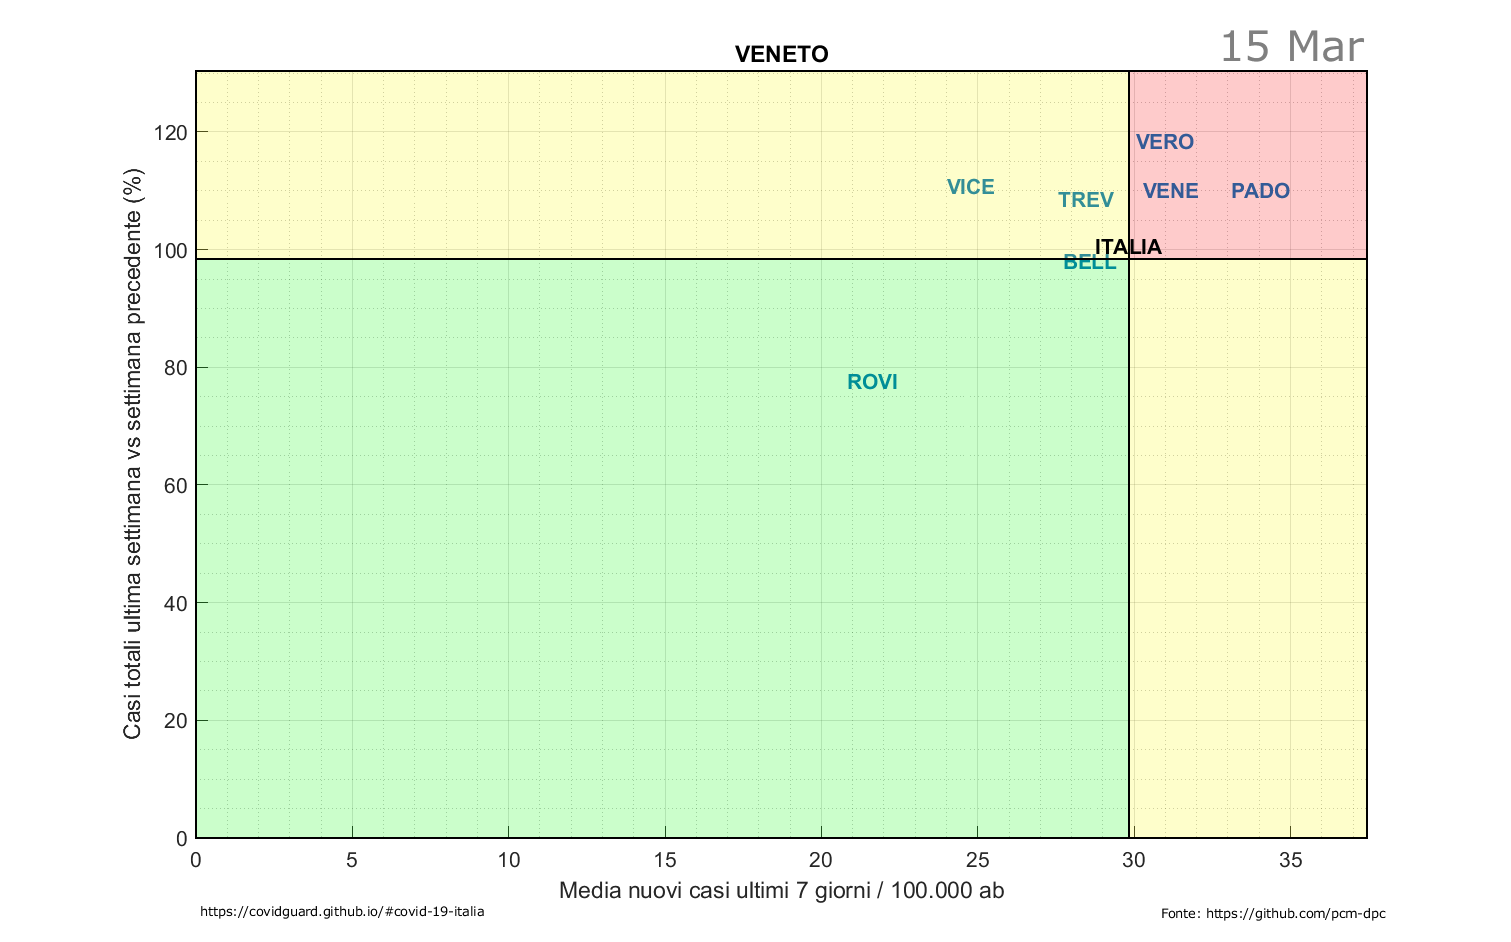 15 Mar
VENETO
Casi totali ultima settimana vs settimana precedente (%)
120
100
80
60
40
20
0
VERO
VICE
TREV
VENE
PADO
ITALIA
BELL
ROVI
0 5 10 15 20 25 30 35
Media nuovi casi ultimi 7 giorni / 100.000 ab
https://covidguard.github.io/#covid-19-italia
Fonte: https://github.com/pcm-dpc